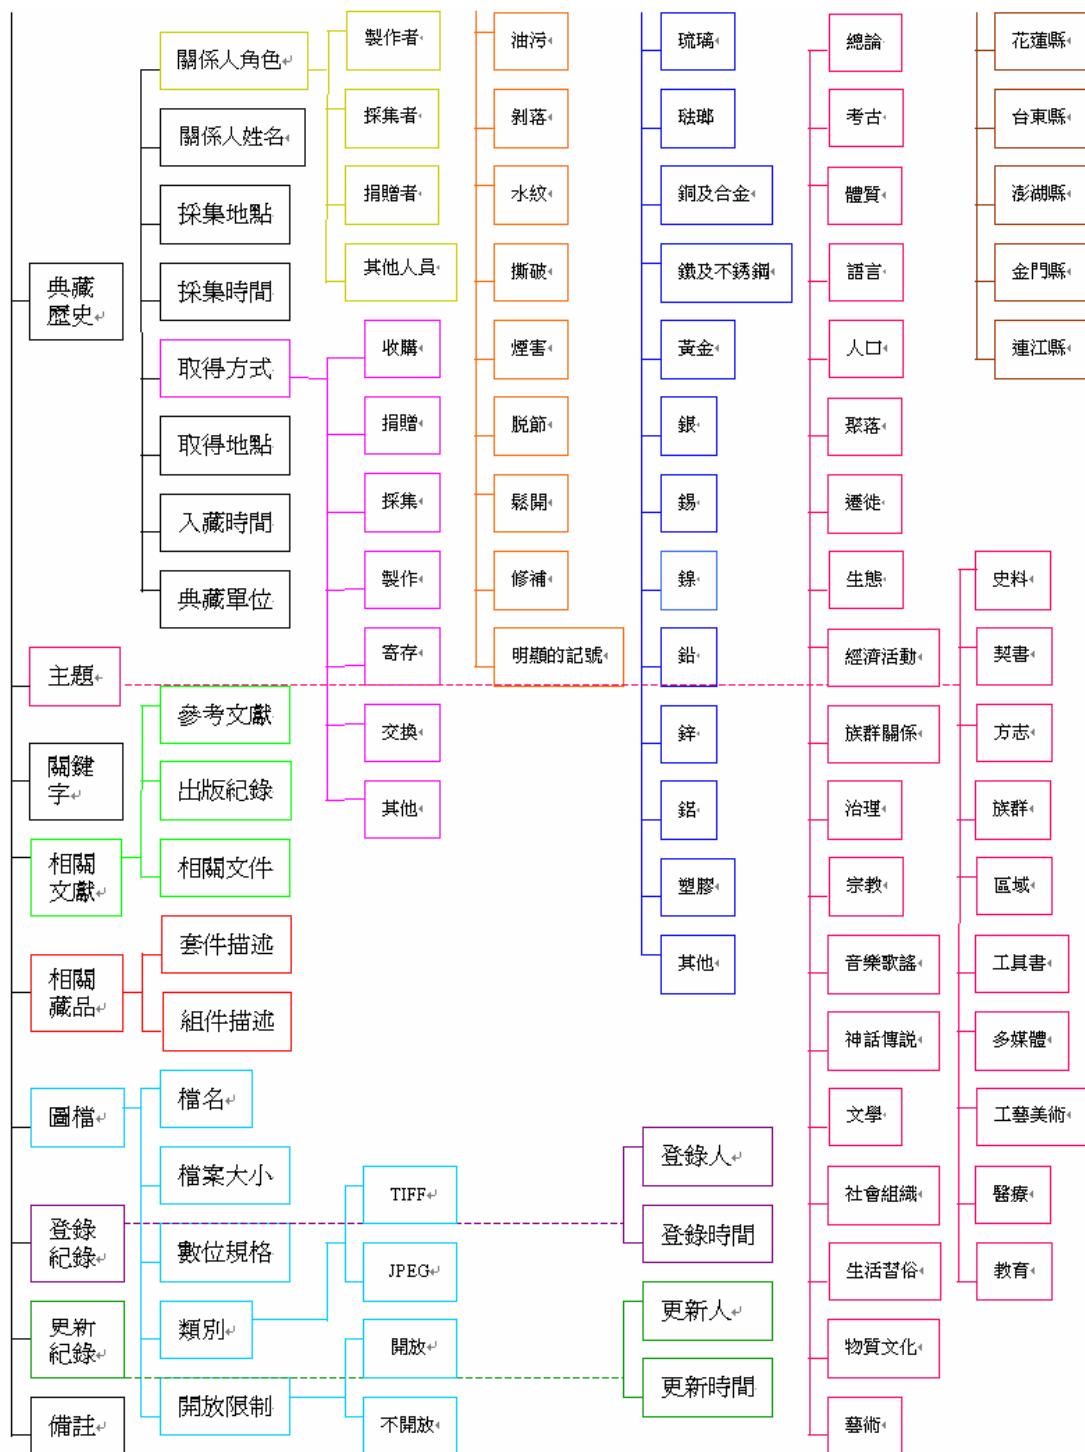 典藏
歷史
主題
關鍵
字
相關
文獻
相關
藏品
圖檔
登錄
紀錄
更新
紀錄
備註
關係人角色
關係人姓名
採集地點
採集時間
取得方式
取得地點
入藏時間
典藏單位
參考文獻
出版紀錄
相關文件
套件描述
組件描述
檔名
檔案大小
數位規格
類別
開放限制
製作者
採集者
捐贈者
其他人員
收購
捐贈
採集
製作
寄存
交換
其他
TIFF
JPEG
開放
不開放
油污
剝落
水紋
撕破
煙害
脫節
鬆開
修補
明顯的記號
登錄人
登錄時間
更新人
更新時間
琉璃
琺瑯
銅及合金
鐵及不銹鋼
黃金
銀
錫
鎳
鉛
鋅
鋁
塑膠
其他
總論
考古
體質
語言
人口
聚落
遷徙
生態
經濟活動
族群關係
治理
宗教
音樂歌謠
神話傳說
文學
社會組織
生活習俗
物質文化
藝術
花蓮縣
台東縣
澎湖縣
金門縣
連江縣
史料
契書
方志
族群
區域
工具書
多媒體
工藝美術
醫療
教育